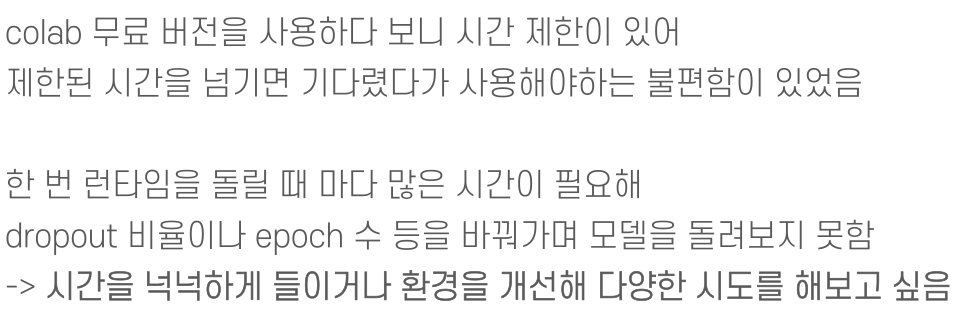 colab 무료 버전을 사용하다 보니 시간 제한이 있어
제한된 시간을 넘기면 기다렸다가 사용해야하는 불편함이 있었음
한 번 런타임을 돌릴 때 마다 많은 시간이 필요해
dropout 비율이나 epoch 수 등을 바꿔가며 모델을 돌려보지 못함
-> 시간을 넉넉하게 들이거나 환경을 개선해 다양한 시도를 해보고 싶음